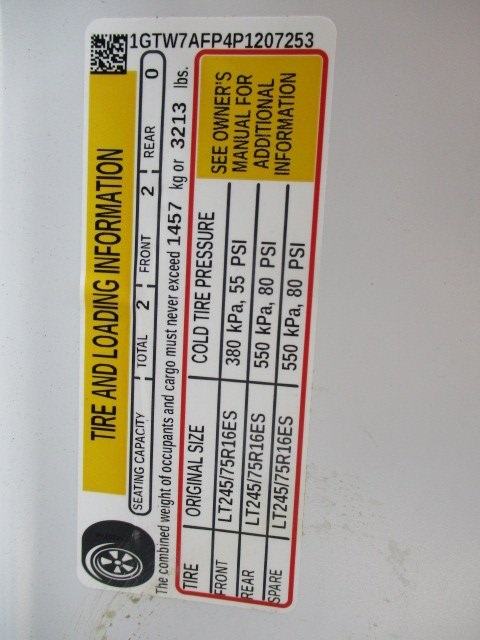 1GTW7AFP4P1207253
TIRE AND LOADING INFORMATION
SEATING CAPACITY TOTAL 2 FRONT 2 REAR 0
The combined weight of occupants and cargo must never exceed 1457 kg or 3213 lbs.
TIRE ORIGINAL SIZE COLD TIRE PRESSURE
FRONT LT245/75R16ES 380 kPa, 55 PSI
REAR LT245/75R16ES 550 kPa, 80 PSI
SPARE LT245/75R16ES 550 kPa, 80 PSI
SEE OWNER'S
MANUAL FOR
ADDITIONAL
INFORMATION